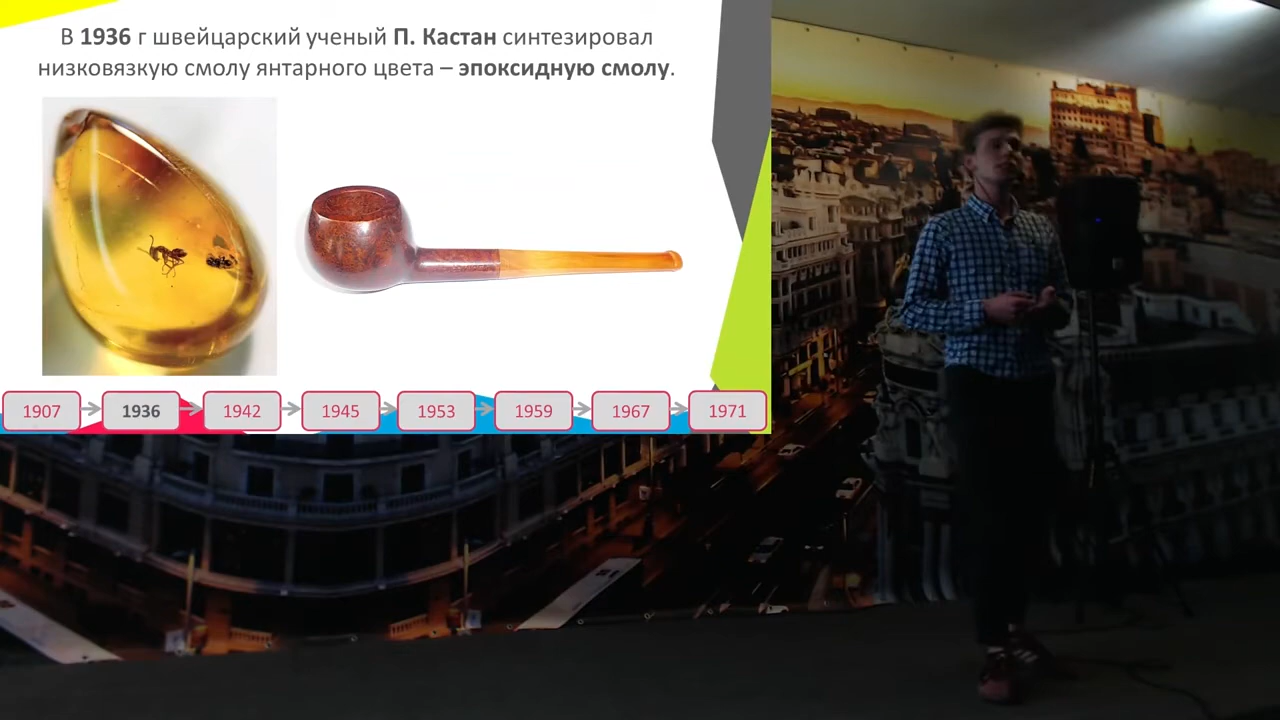 В 1936 г швейцарский ученый П. Кастан синтезировал
низковязкую смолу янтарного цвета – эпоксидную смолу.
1907 1936 1942 1945 1953 1959 1967 1971